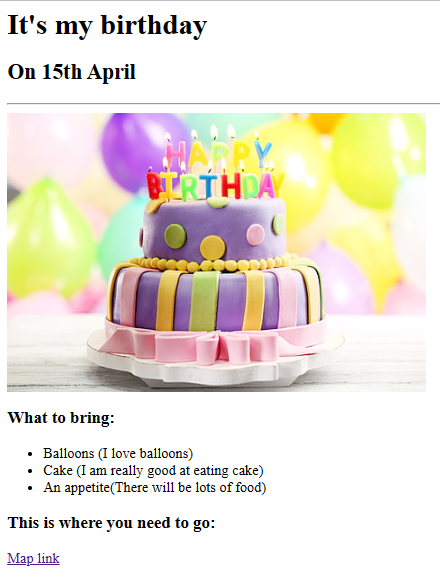 It's my birthday
On 15th April
HAPPY
BIRTHDAY
What to bring:
Balloons (I love balloons)
Cake (I am really good at eating cake)
An appetite(There will be lots of food)
This is where you need to go:
Map link